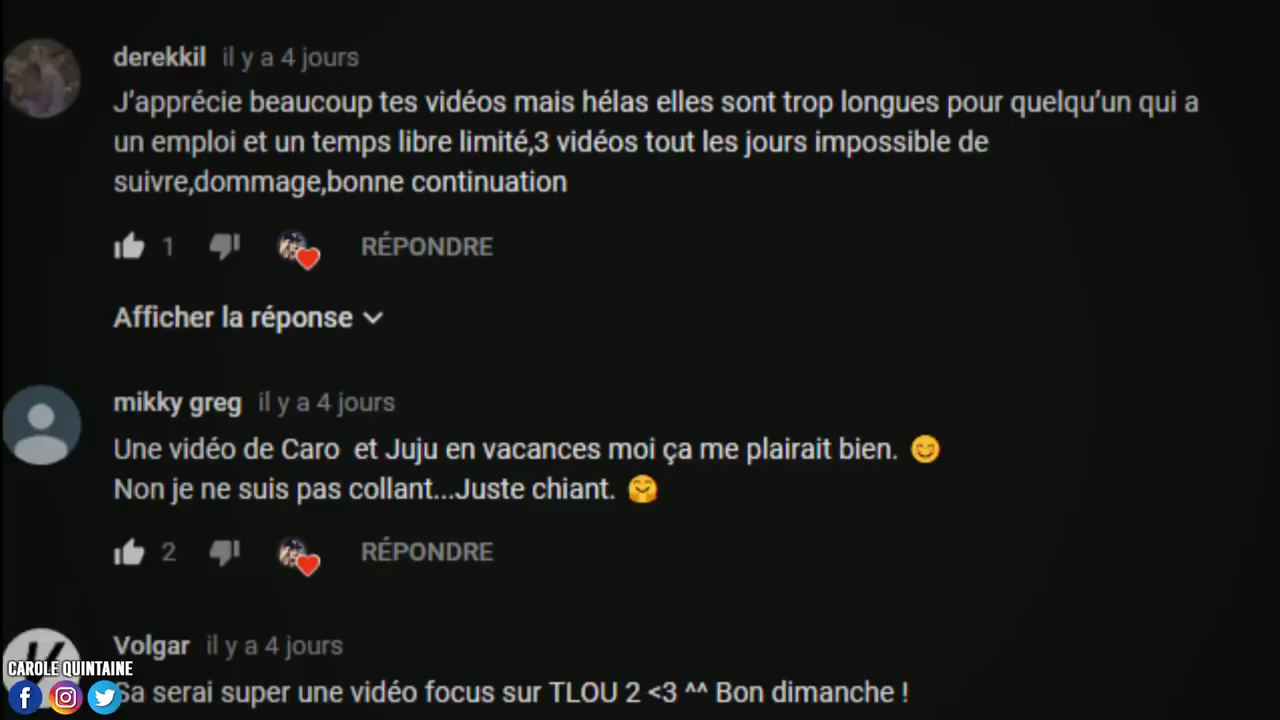 derekkil il y a 4 jours
J'apprécie beaucoup tes vidéos mais hélas elles sont trop longues pour quelqu'un qui a
un emploi et un temps libre limité,3 vidéos tout les jours impossible de
suivre,dommage,bonne continuation
1 RÉPONDRE
Afficher la réponse
mikky greg il y a 4 jours
Une vidéo de Caro et Juju en vacances moi ça me plairait bien. 😊
Non je ne suis pas collant...Juste chiant. 🤗
2 RÉPONDRE
Volgar il y a 4 jours
CAROLE QUINTAINE
Sa serai super une vidéo focus sur TLOU 2 <3 ^^ Bon dimanche !